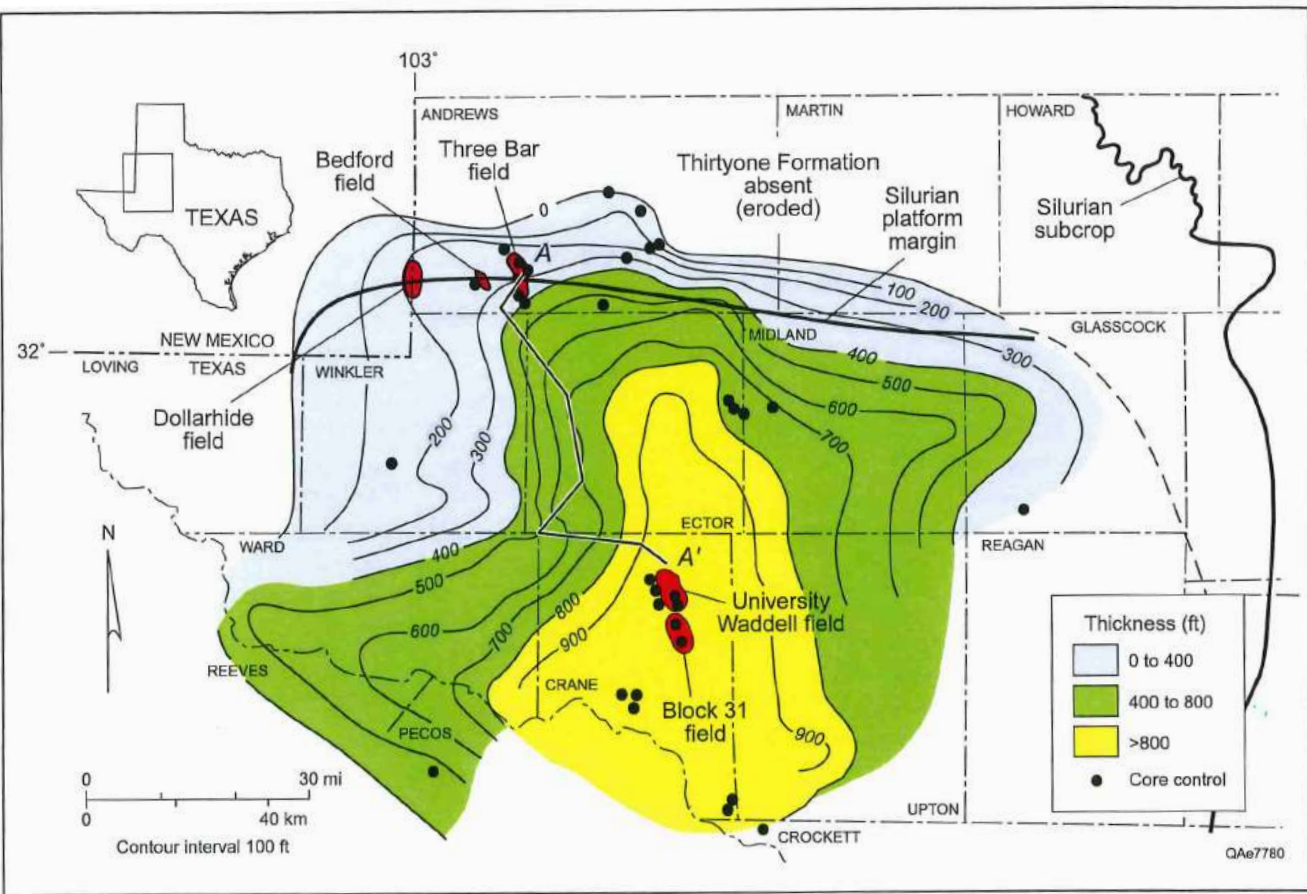 103°
ANDREWS
MARTIN
HOWARD
Bedford
field
Three Bar
field
Thirtyone Formation
absent
(eroded)
Silurian
platform
margin
Silurian
subcrop
TEXAS
0
A
100
200
32°
NEW MEXICO
TEXAS
LOVING
WINKLER
MIDLAND
GLASSCOCK
300
400
500
600
700
Dollarhide
field
200
300
N
WARD
ECTOR
REAGAN
400
500
A'
University
Waddell field
800
600
700
900
REEVES
CRANE
PECOS
Block 31
field
900
Thickness (ft)
0 to 400
400 to 800
>800
Core control
0
30 mi
0
40 km
Contour interval 100 ft
UPTON
CROCKETT
QAe7780